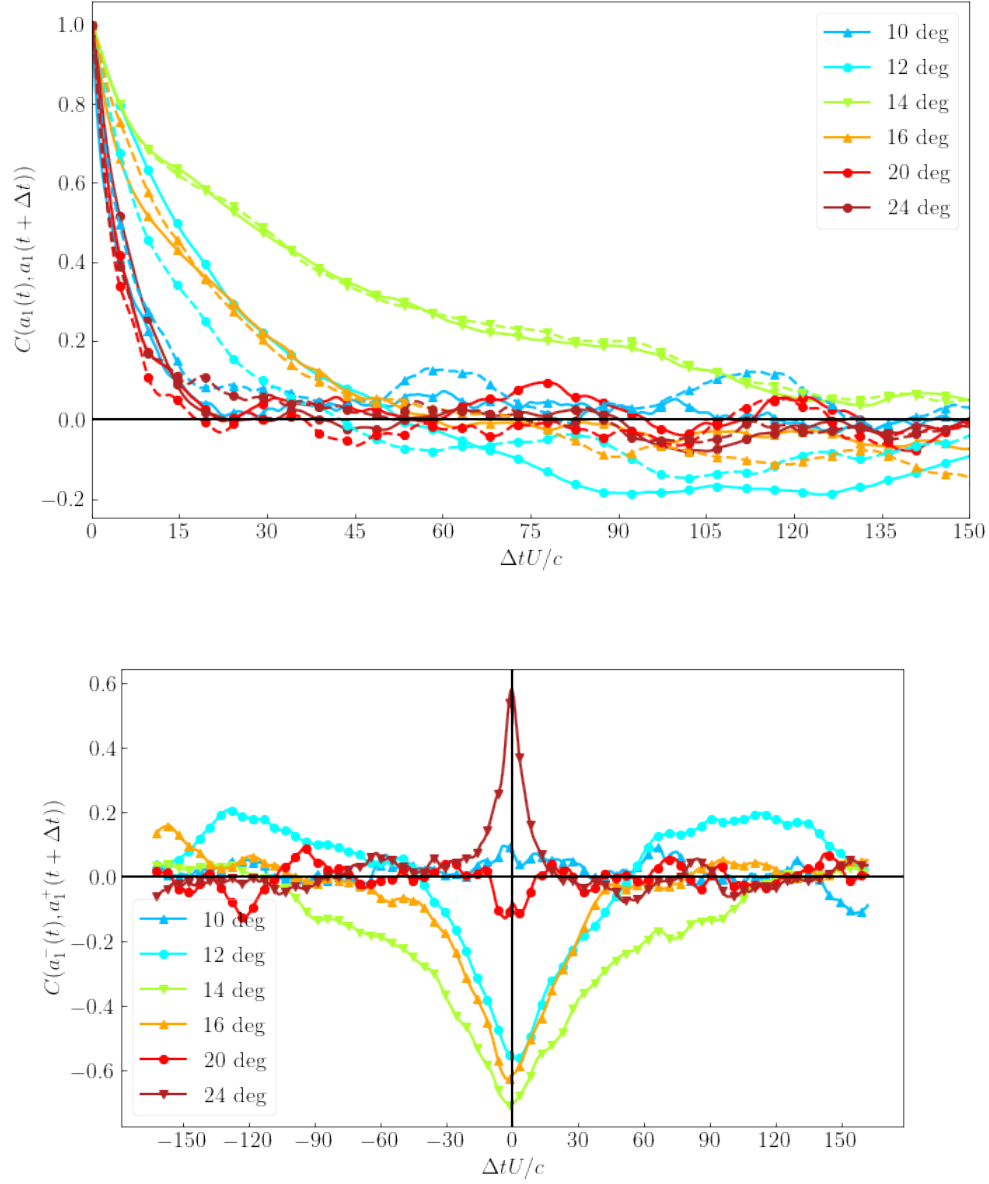 1.0
0.8
0.6
0.4
0.2
0.0
−0.2
C(a₁(t), a₁(t + Δt))
0 15 30 45 60 75 90 105 120 135 150
ΔtU/c
10 deg
12 deg
14 deg
16 deg
20 deg
24 deg
0.6
0.4
0.2
0.0
−0.2
−0.4
−0.6
C(a₁⁻(t), a₁⁺(t + Δt))
−150 −120 −90 −60 −30 0 30 60 90 120 150
ΔtU/c
10 deg
12 deg
14 deg
16 deg
20 deg
24 deg